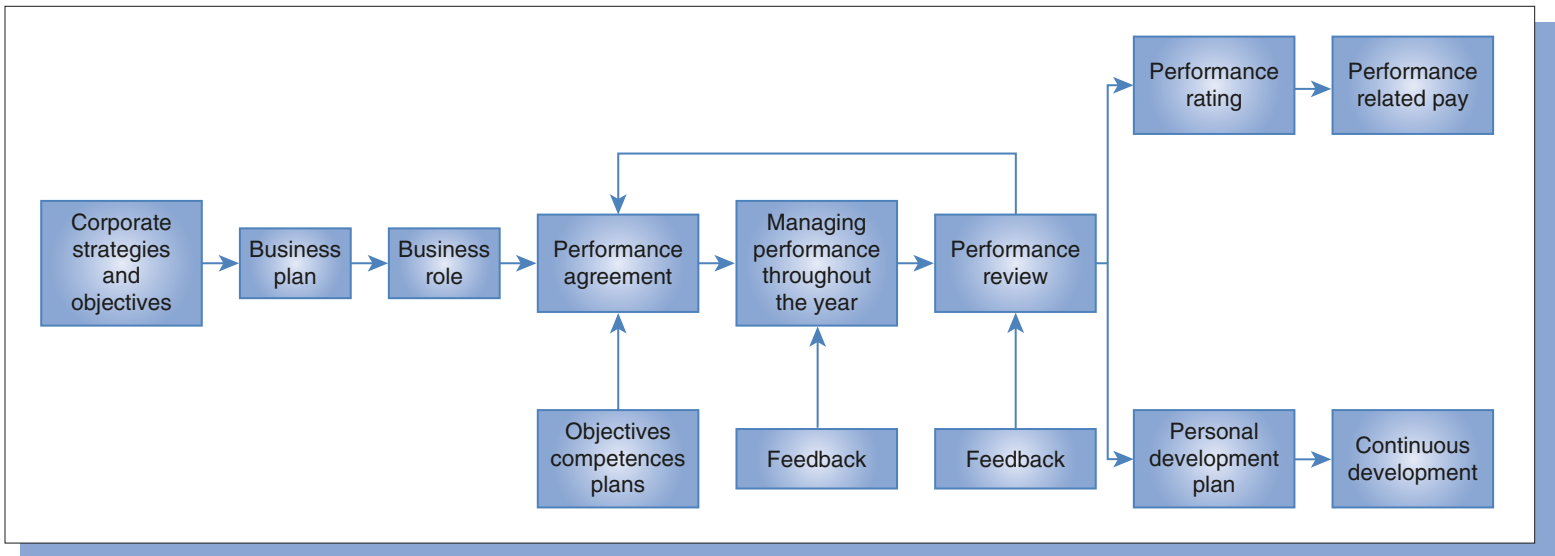 Corporate
strategies
and
objectives
Business
plan
Business
role
Performance
agreement
Managing
performance
throughout
the year
Performance
review
Performance
rating
Performance
related pay
Objectives
competences
plans
Feedback
Feedback
Personal
development
plan
Continuous
development